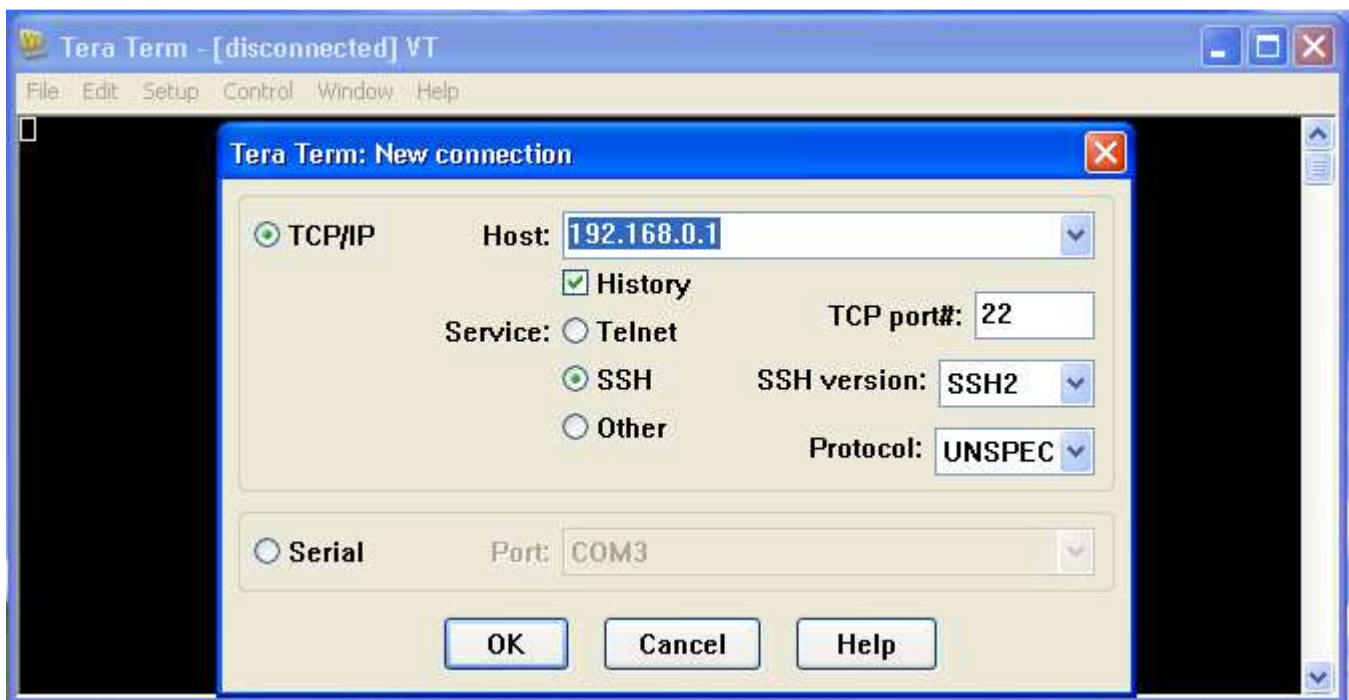 Tera Term - [disconnected] VT
File Edit Setup Control Window Help
Tera Term: New connection
TCP/IP Host: 192.168.0.1
History
TCP port#: 22
Service: Telnet
SSH SSH version: SSH2
Other
Protocol: UNSPEC
Serial Port: COM3
OK Cancel Help